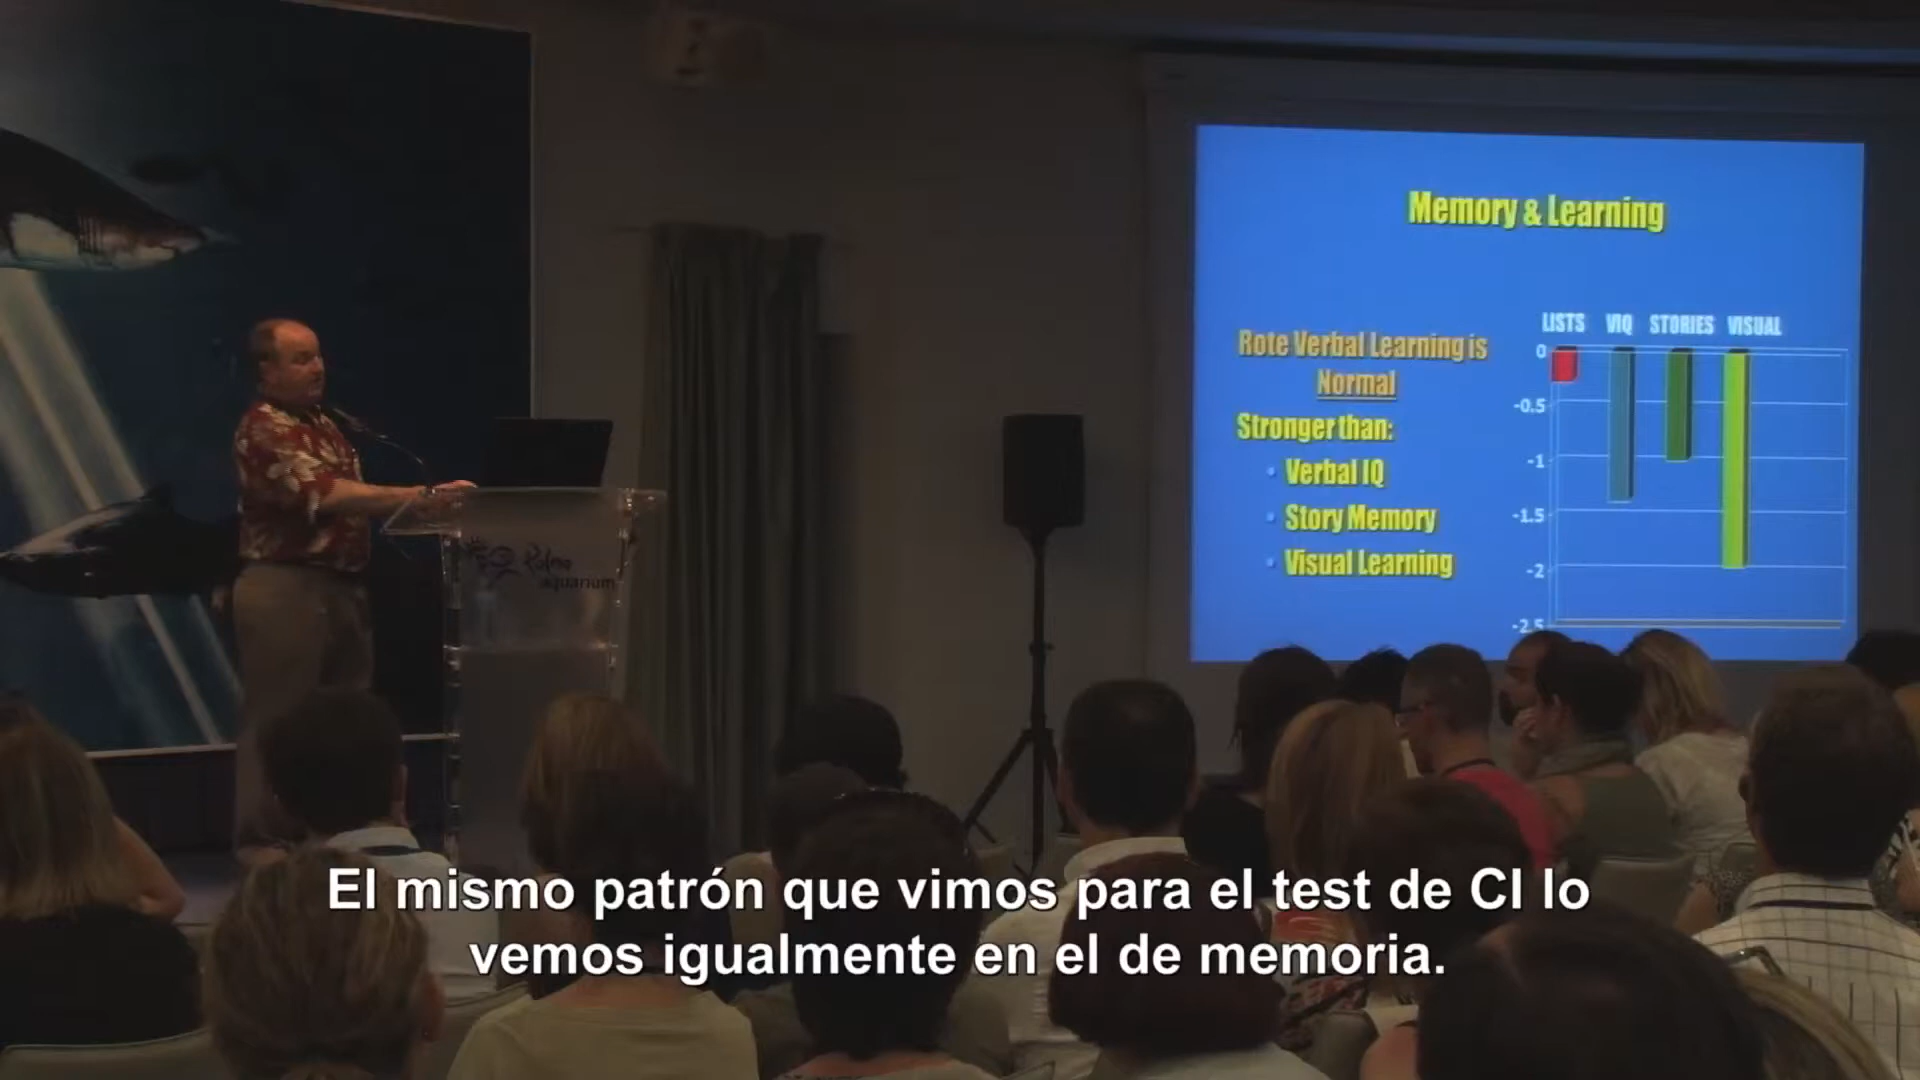 Memory & Learning
LISTS VIQ STORIES VISUAL
Rote Verbal Learning is
Normal
Stronger than:
• Verbal IQ
• Story Memory
• Visual Learning
0
-0.5
-1
-1.5
-2
-2.5
Palma
aquarium
El mismo patrón que vimos para el test de CI lo
vemos igualmente en el de memoria.